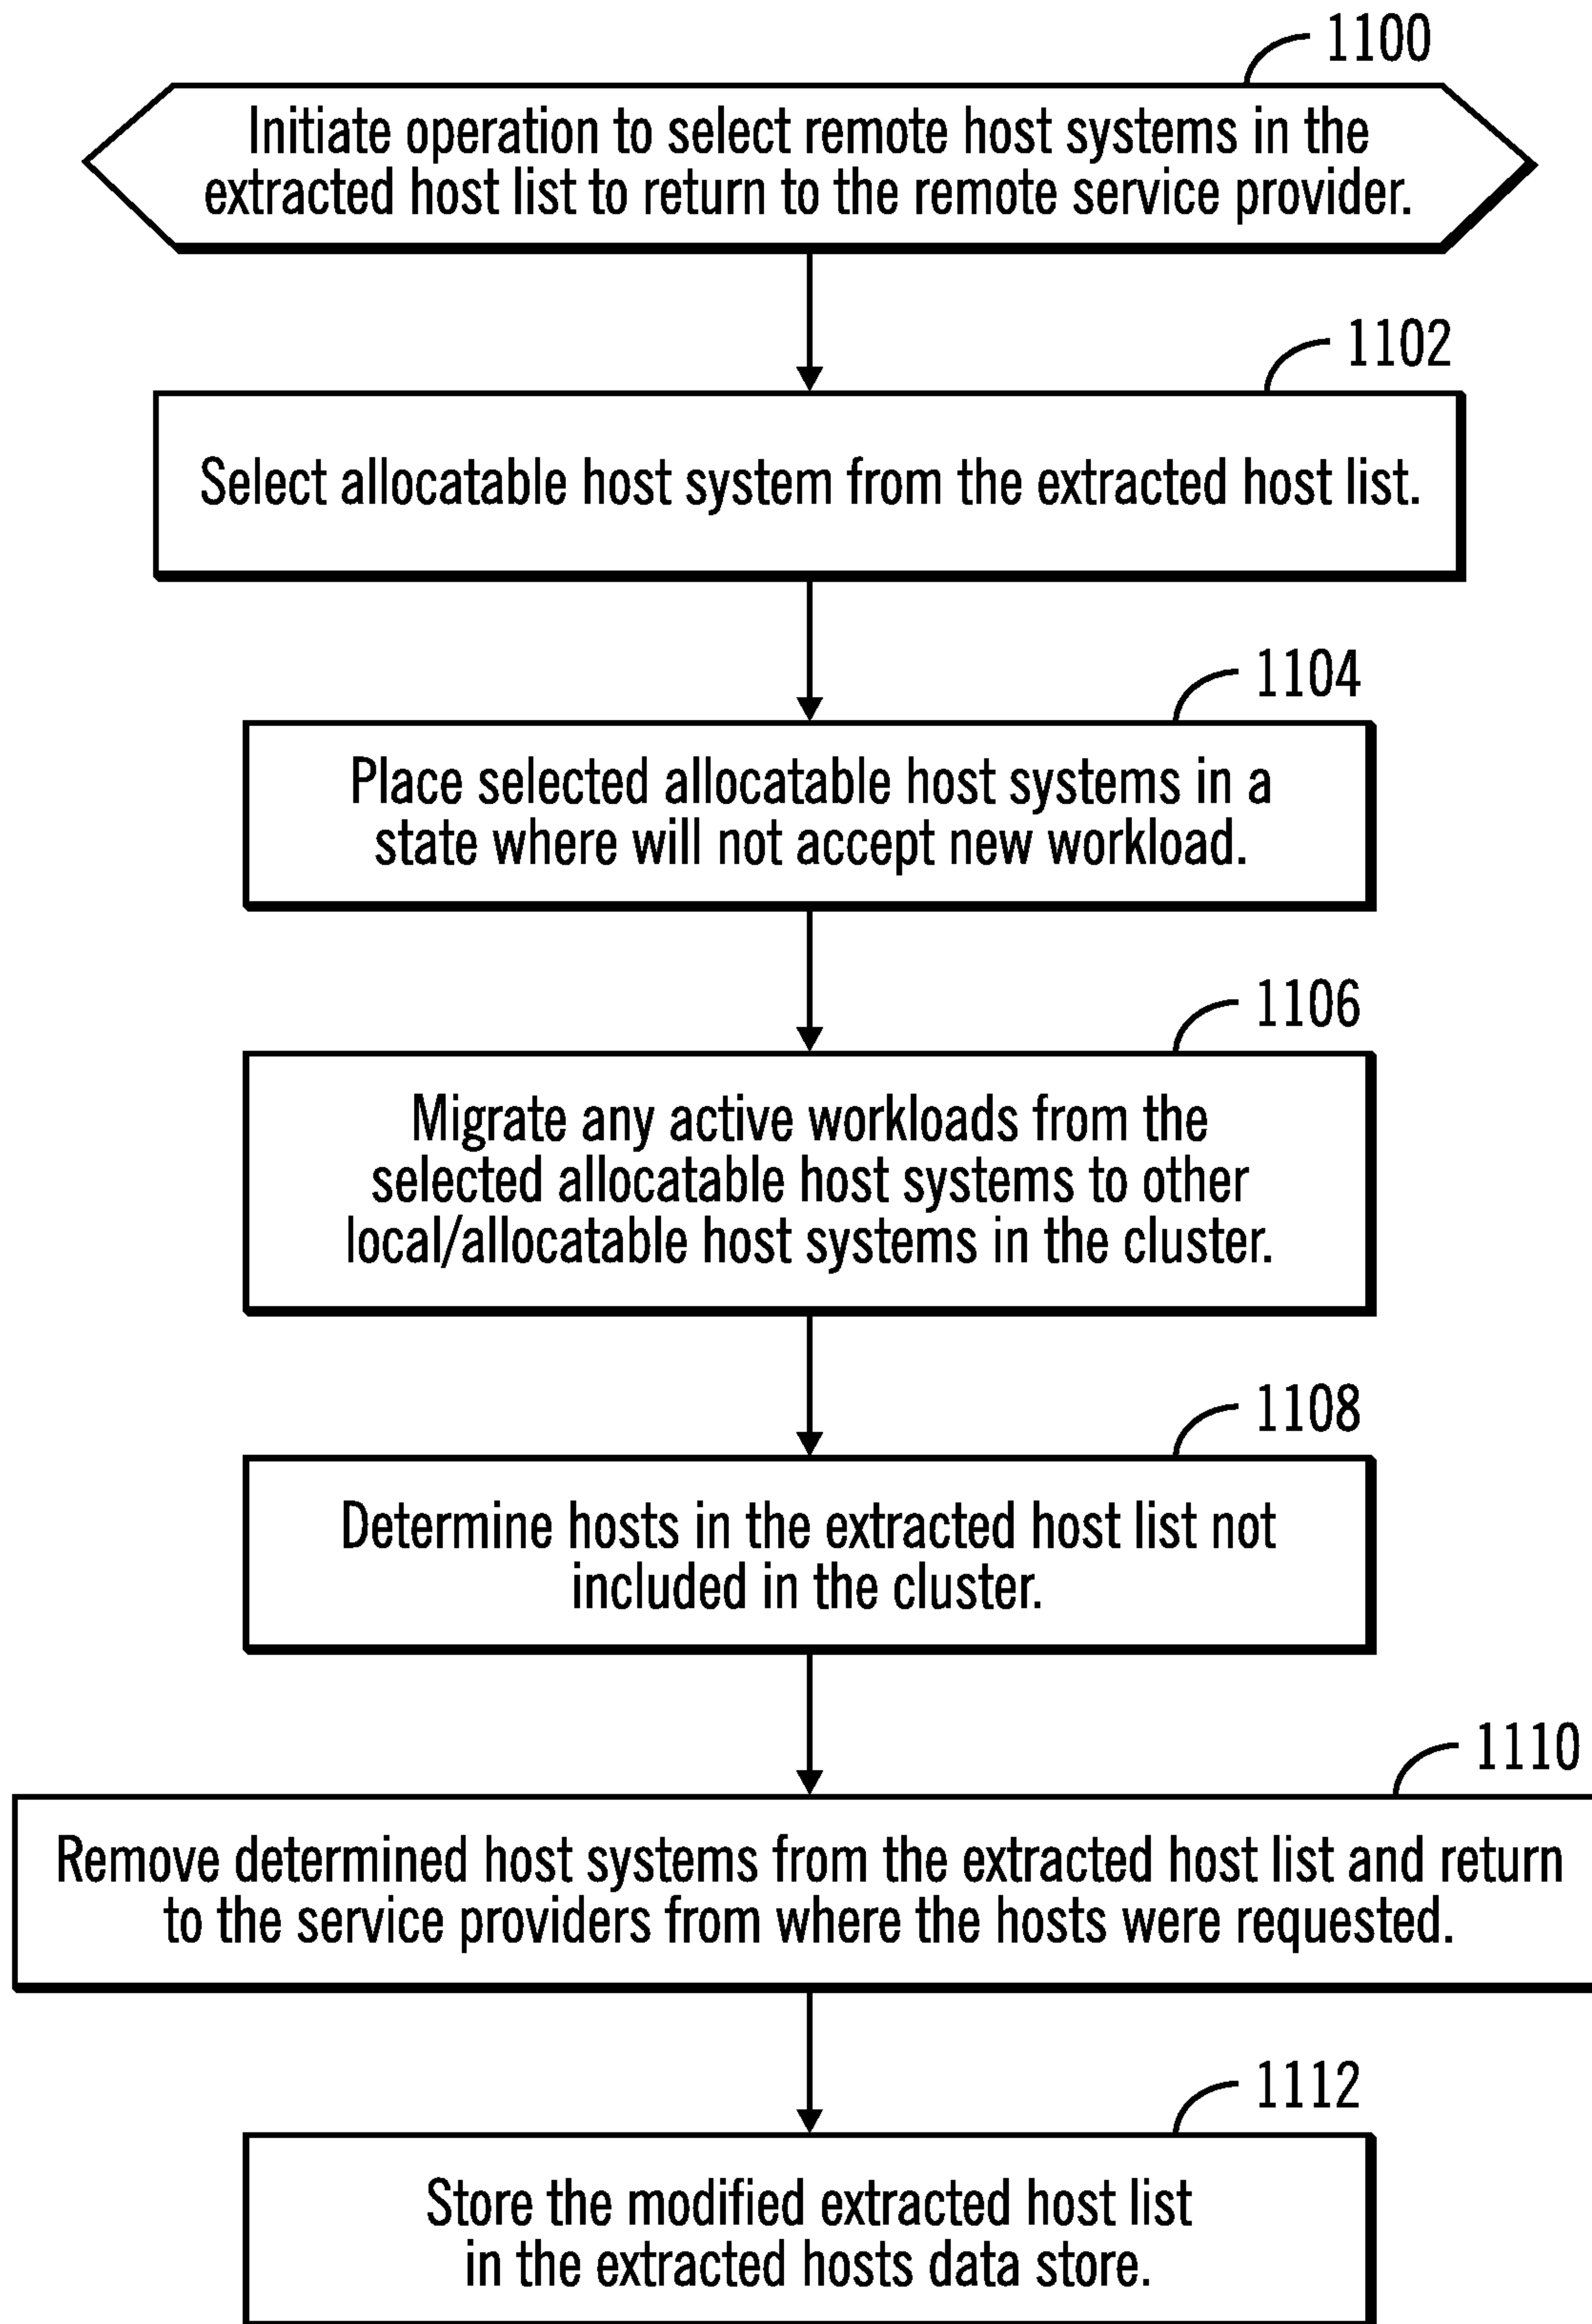 1100
Initiate operation to select remote host systems in the
extracted host list to return to the remote service provider.
1102
Select allocatable host system from the extracted host list.
1104
Place selected allocatable host systems in a
state where will not accept new workload.
1106
Migrate any active workloads from the
selected allocatable host systems to other
local/allocatable host systems in the cluster.
1108
Determine hosts in the extracted host list not
included in the cluster.
1110
Remove determined host systems from the extracted host list and return
to the service providers from where the hosts were requested.
1112
Store the modified extracted host list
in the extracted hosts data store.